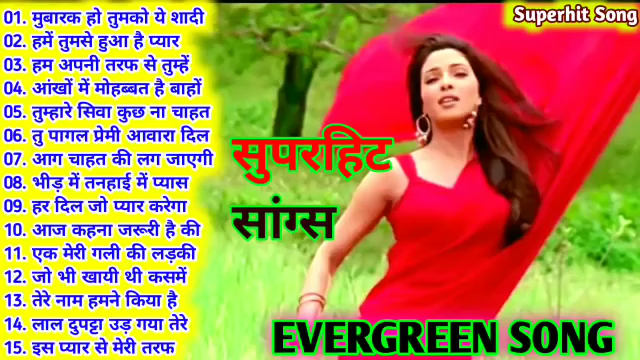 01. मुबारक हो तुमको ये शादी
02. हमें तुमसे हुआ है प्यार
03. हम अपनी तरफ से तुम्हें
04. आंखों में मोहब्बत है बाहों
05. तुम्हारे सिवा कुछ ना चाहत
06. तु पागल प्रेमी आवारा दिल
07. आग चाहत की लग जाएगी
08. भीड़ में तनहाई में प्यास
09. हर दिल जो प्यार करेगा
10. आज कहना जरूरी है की
11. एक मेरी गली की लड़की
12. जो भी खायी थी कसमें
13. तेरे नाम हमने किया है
14. लाल दुपट्टा उड़ गया तेरे
15. इस प्यार से मेरी तरफ
Superhit Song
सुपरहिट
सांग्स
EVERGREEN SONG